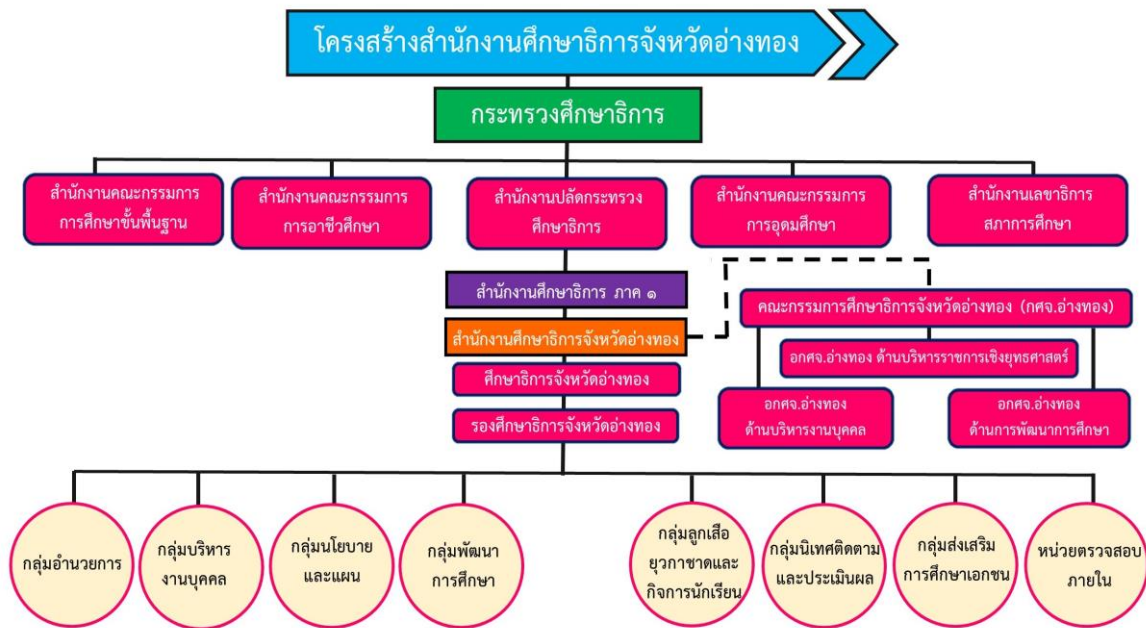 โครงสร้างสำนักงานศึกษาธิการจังหวัดอ่างทอง
กระทรวงศึกษาธิการ
สำนักงานคณะกรรมการ
การศึกษาขั้นพื้นฐาน
สำนักงานคณะกรรมการ
การอาชีวศึกษา
สำนักงานปลัดกระทรวง
ศึกษาธิการ
สำนักงานคณะกรรมการ
การอุดมศึกษา
สำนักงานเลขาธิการ
สภาการศึกษา
สำนักงานศึกษาธิการ ภาค ๑
สำนักงานศึกษาธิการจังหวัดอ่างทอง
ศึกษาธิการจังหวัดอ่างทอง
รองศึกษาธิการจังหวัดอ่างทอง
คณะกรรมการศึกษาธิการจังหวัดอ่างทอง (กศจ.อ่างทอง)
อกศจ.อ่างทอง ด้านบริหารราชการเชิงยุทธศาสตร์
อกศจ.อ่างทอง
ด้านบริหารงานบุคคล
อกศจ.อ่างทอง
ด้านการพัฒนาการศึกษา
กลุ่มอำนวยการ
กลุ่มบริหาร
งานบุคคล
กลุ่มนโยบาย
และแผน
กลุ่มพัฒนา
การศึกษา
กลุ่มลูกเสือ
ยุวกาชาดและ
กิจการนักเรียน
กลุ่มนิเทศติดตาม
และประเมินผล
กลุ่มส่งเสริม
การศึกษาเอกชน
หน่วยตรวจสอบ
ภายใน